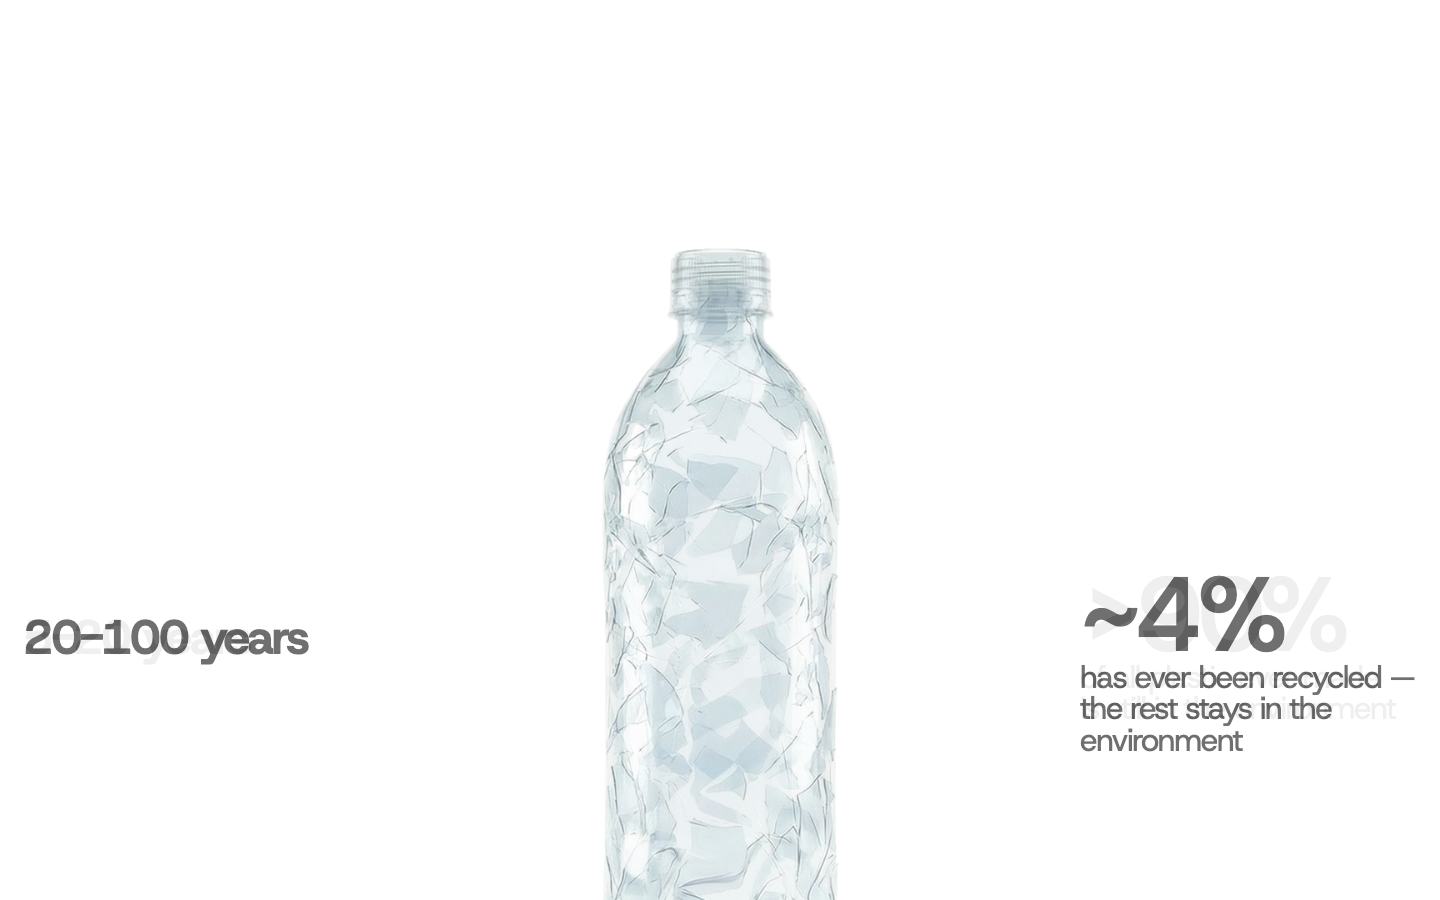 20–100 years
~4%
has ever been recycled —
the rest stays in the
environment